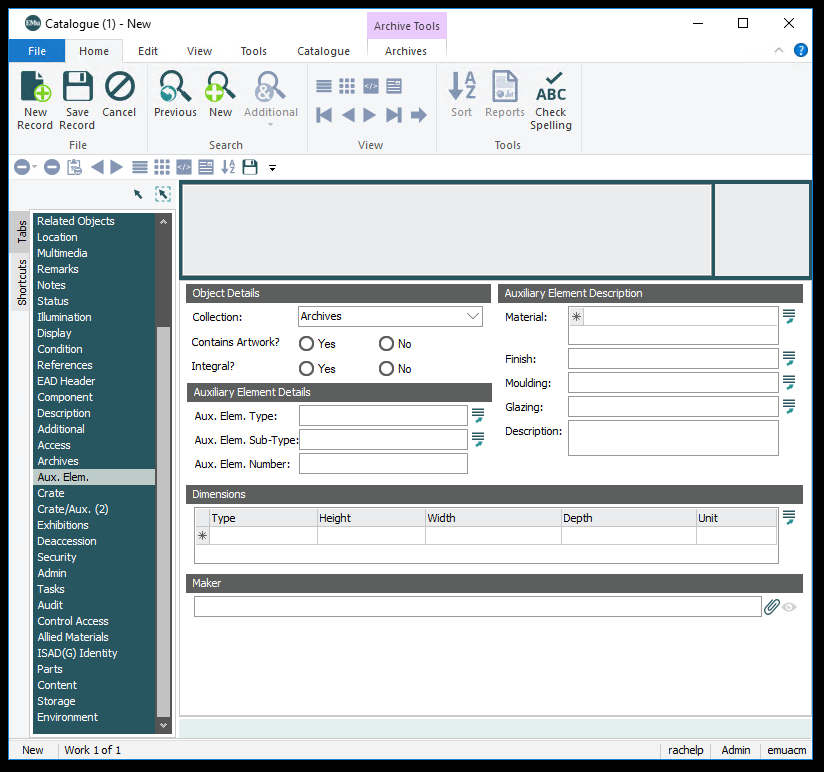 EMu Catalogue (1) - New
Archive Tools
File Home Edit View Tools Catalogue Archives
?
New Record
Save Record
Cancel
Previous
New
Additional
Sort
Reports
ABC
Check Spelling
File Search View Tools
Tabs
Shortcuts
Related Objects
Location
Multimedia
Remarks
Notes
Status
Illumination
Display
Condition
References
EAD Header
Component
Description
Additional
Access
Archives
Aux. Elem.
Crate
Crate/Aux. (2)
Exhibitions
Deaccession
Security
Admin
Tasks
Audit
Control Access
Allied Materials
ISAD(G) Identity
Parts
Content
Storage
Environment
Object Details
Collection: Archives
Contains Artwork? Yes No
Integral? Yes No
Auxiliary Element Details
Aux. Elem. Type:
Aux. Elem. Sub-Type:
Aux. Elem. Number:
Auxiliary Element Description
Material:
Finish:
Moulding:
Glazing:
Description:
Dimensions
Type Height Width Depth Unit
Maker
New Work 1 of 1 rachelp Admin emuacm